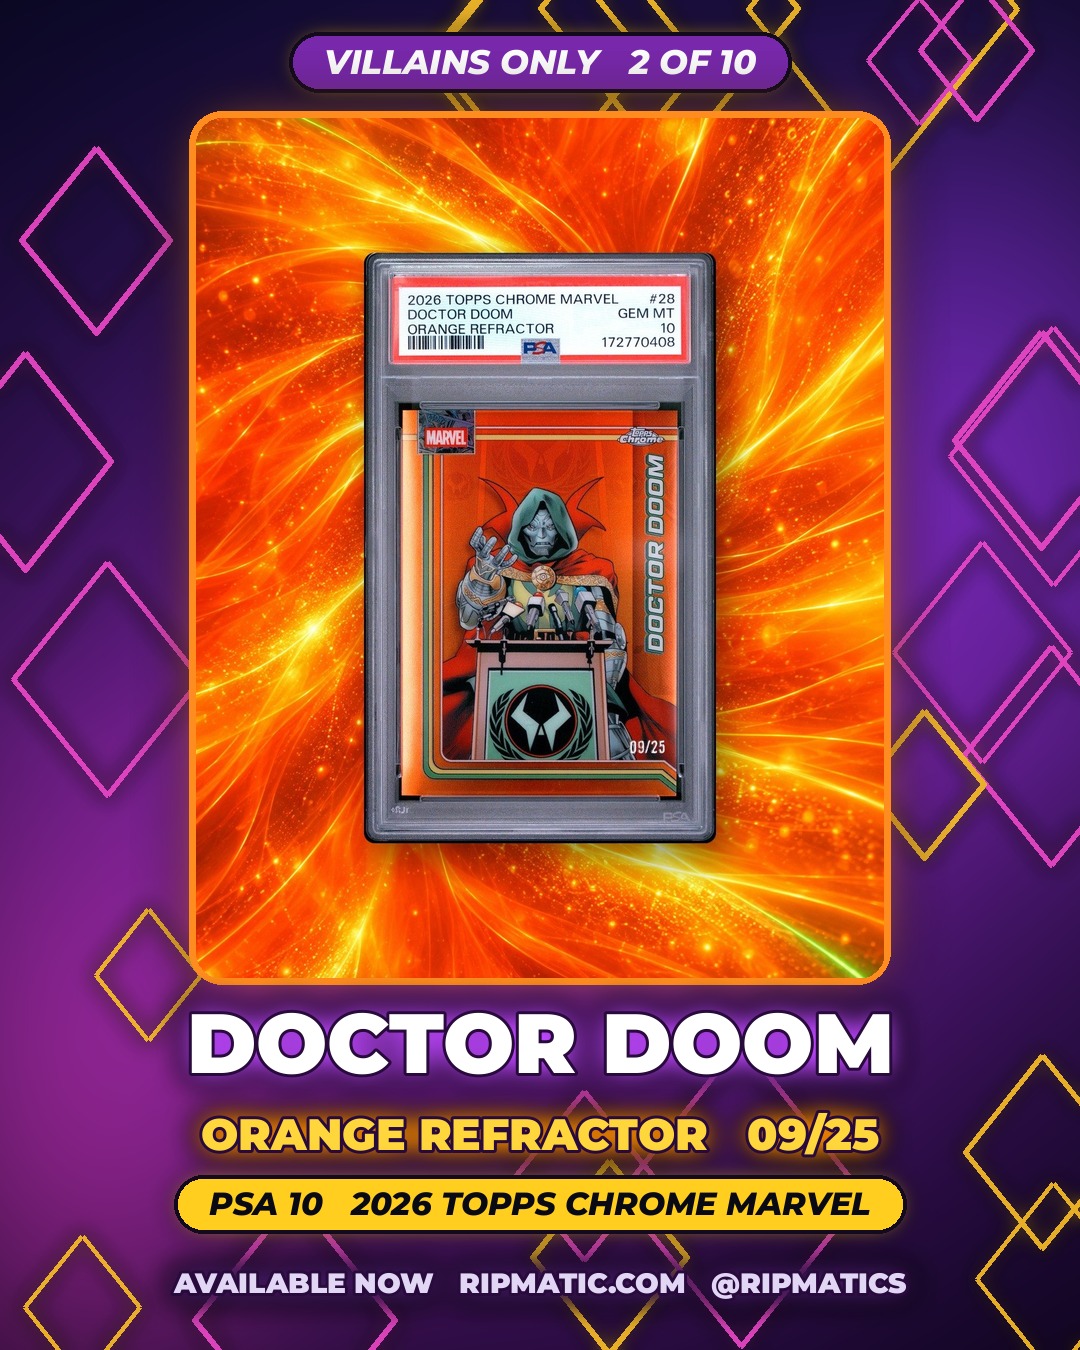 VILLAINS ONLY 2 OF 10
2026 TOPPS CHROME MARVEL #28
DOCTOR DOOM GEM MT
ORANGE REFRACTOR 10
PSA 172770408
MARVEL
Topps Chrome
DOCTOR DOOM
09/25
PSA
DOCTOR DOOM
ORANGE REFRACTOR 09/25
PSA 10 2026 TOPPS CHROME MARVEL
AVAILABLE NOW RIPMATIC.COM @RIPMATICS